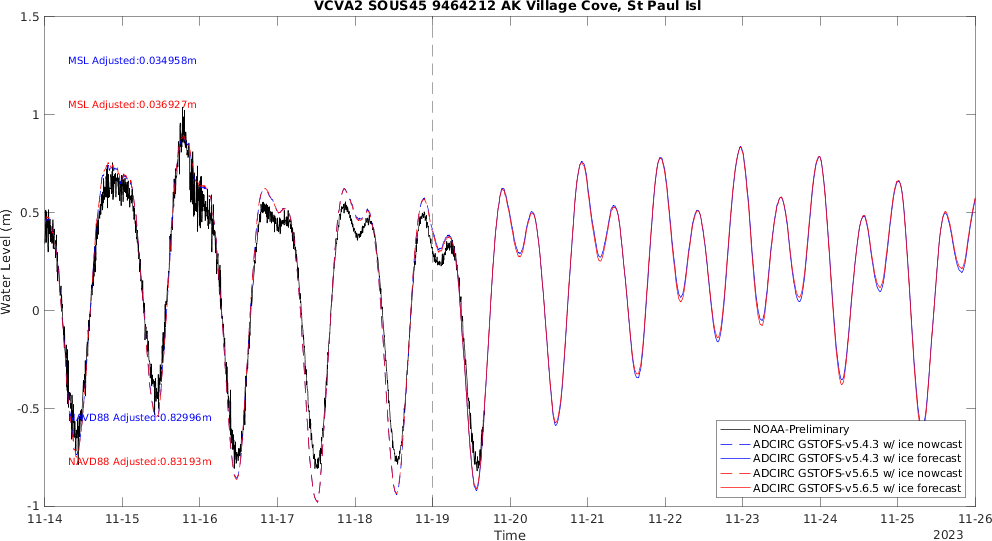 VCVA2 SOUS45 9464212 AK Village Cove, St Paul Isl
1.5
1
0.5
0
-0.5
-1
Water Level (m)
MSL Adjusted:0.034958m
MSL Adjusted:0.036927m
NAVD88 Adjusted:0.82996m
NAVD88 Adjusted:0.83193m
NOAA-Preliminary
ADCIRC GSTOFS-v5.4.3 w/ ice nowcast
ADCIRC GSTOFS-v5.4.3 w/ ice forecast
ADCIRC GSTOFS-v5.6.5 w/ ice nowcast
ADCIRC GSTOFS-v5.6.5 w/ ice forecast
11-14 11-15 11-16 11-17 11-18 11-19 11-20 11-21 11-22 11-23 11-24 11-25 11-26
Time
2023